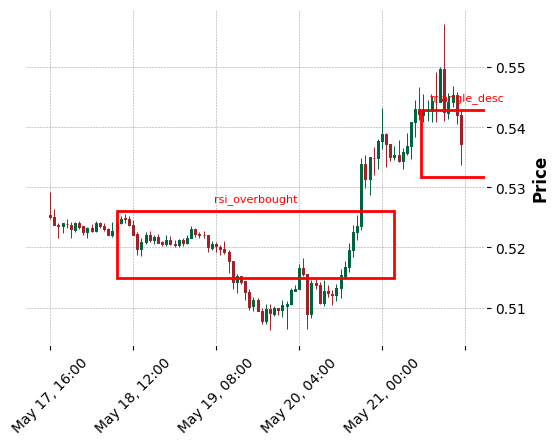 0.55
triangle_desc
0.54
0.53
rsi_overbought
0.52
0.51
Price
May 17, 16:00
May 18, 12:00
May 19, 08:00
May 20, 04:00
May 21, 00:00